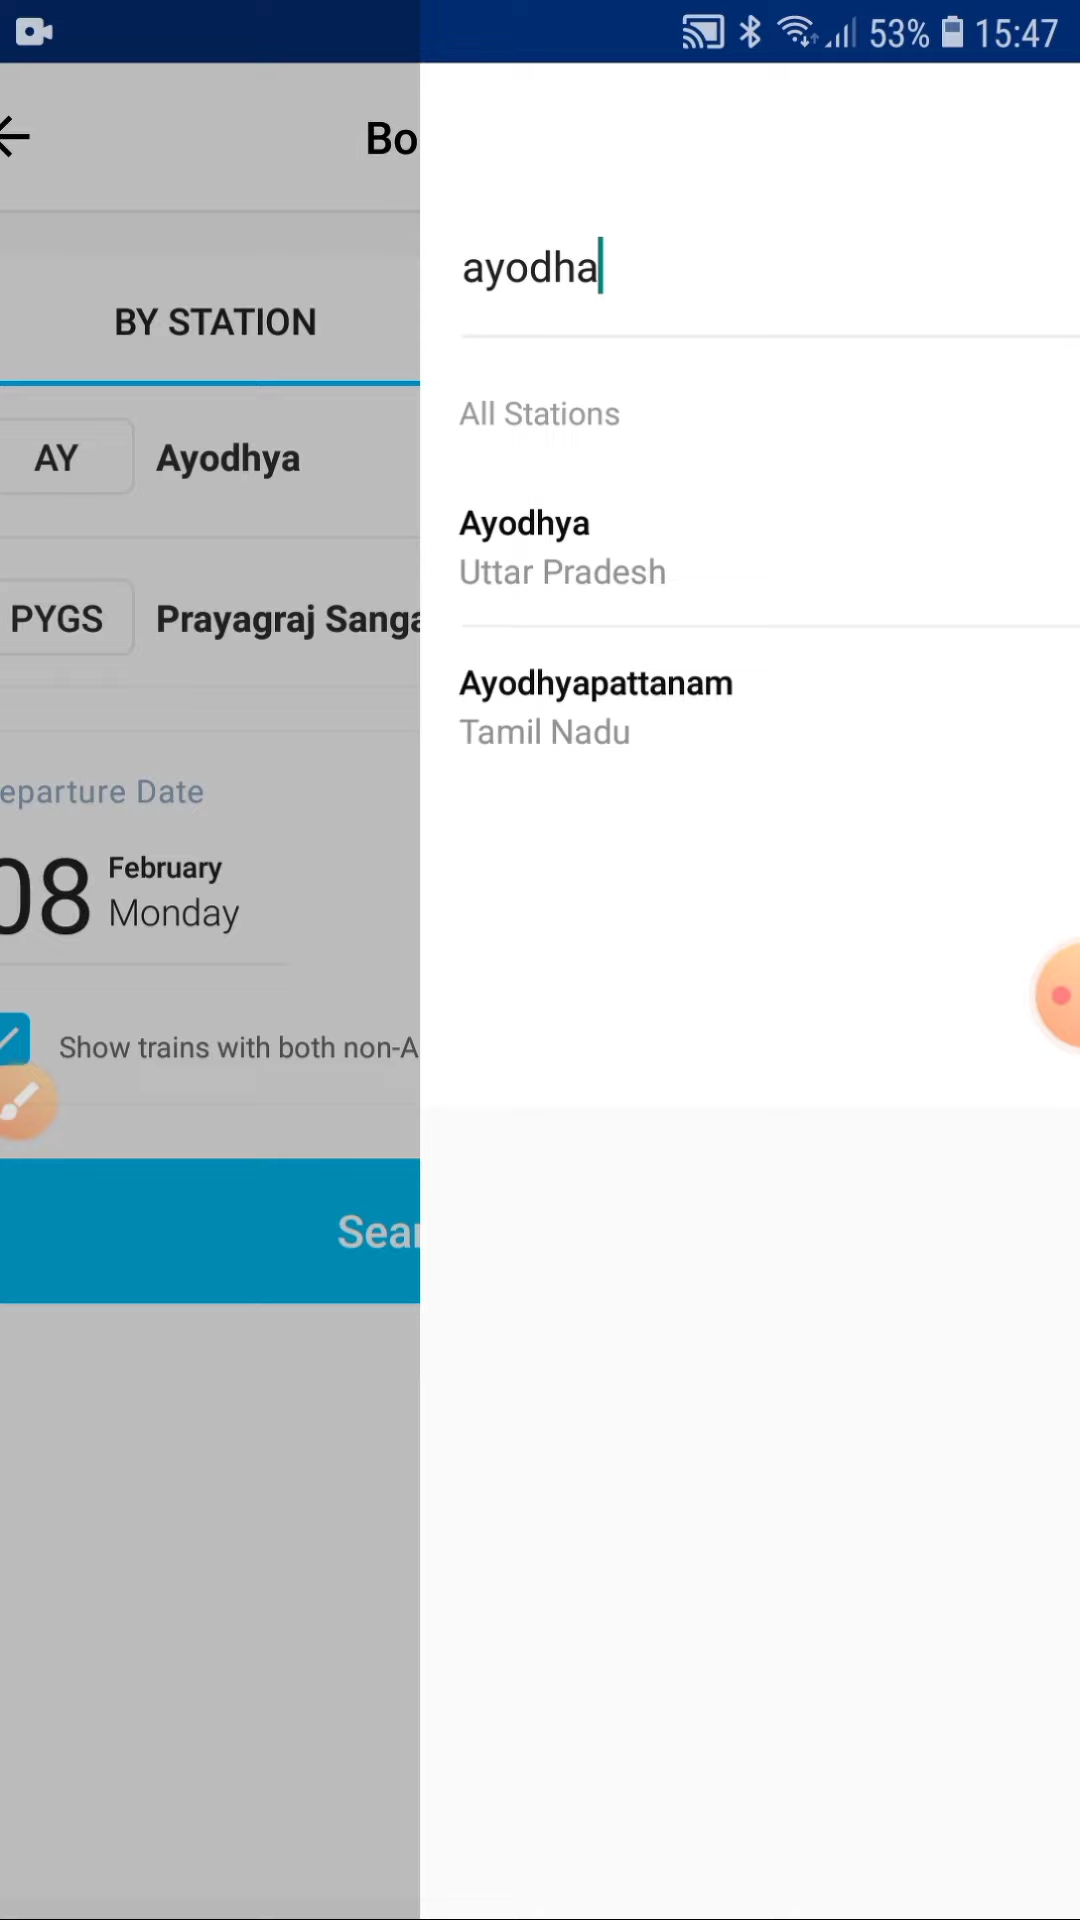 53% 15:47
Bo
BY STATION
AY Ayodhya
PYGS Prayagraj Sanga
eparture Date
08 February
Monday
Show trains with both non-A
Sear
ayodha
All Stations
Ayodhya
Uttar Pradesh
Ayodhyapattanam
Tamil Nadu